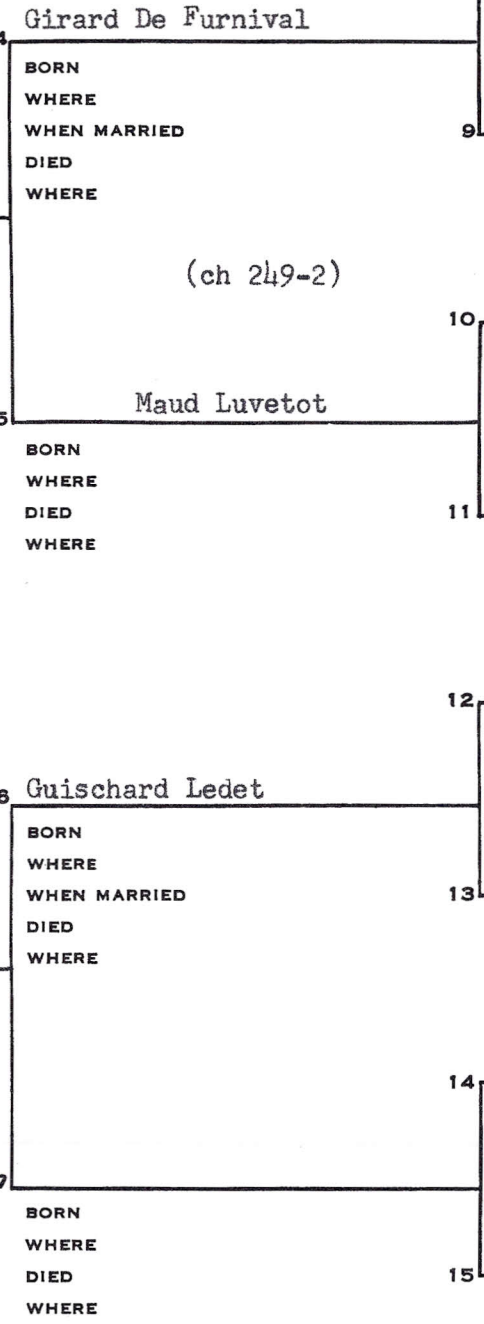 Girard De Furnival
4
BORN
WHERE
WHEN MARRIED
9
DIED
WHERE
(ch 249-2)
10
Maud Luvetot
5
BORN
WHERE
DIED
11
WHERE
12
6 Guischard Ledet
BORN
WHERE
WHEN MARRIED
13
DIED
WHERE
14
7
BORN
WHERE
DIED
15
WHERE